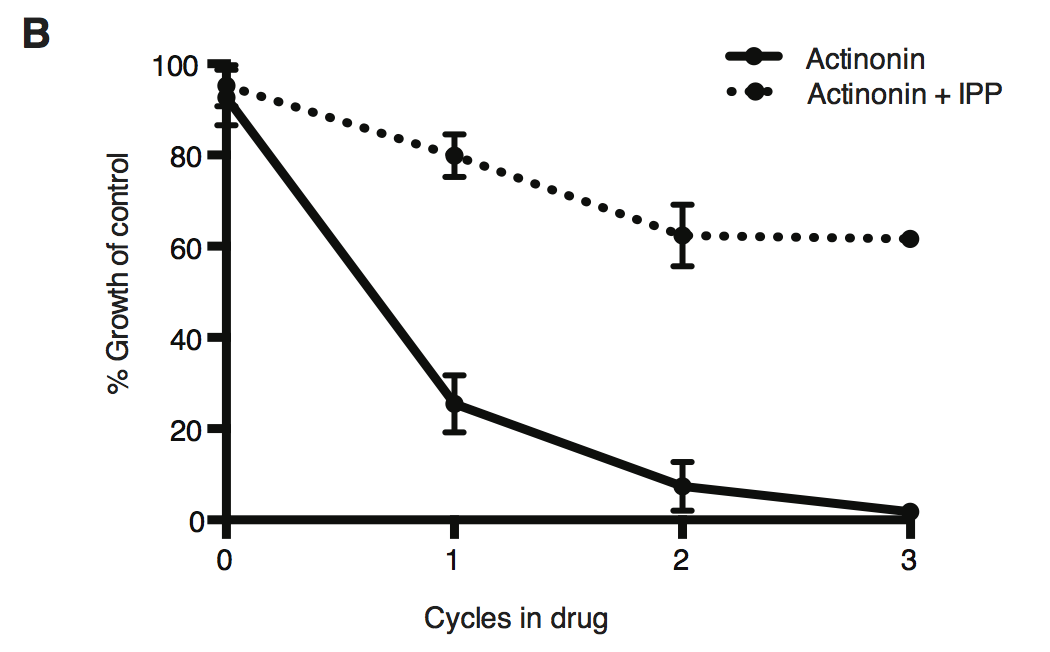 B
Actinonin
Actinonin + IPP
% Growth of control
100
80
60
40
20
0
0 1 2 3
Cycles in drug